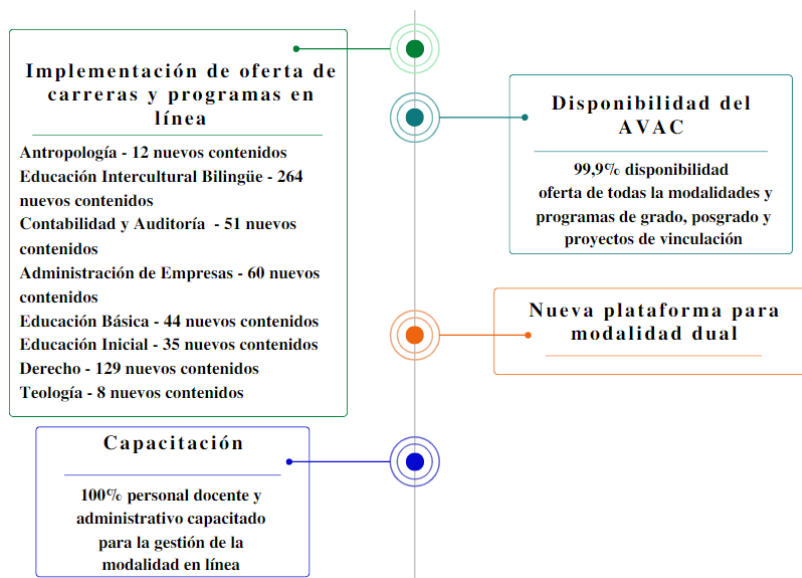 Implementación de oferta de
carreras y programas en
línea
Antropología - 12 nuevos contenidos
Educación Intercultural Bilingüe - 264
nuevos contenidos
Contabilidad y Auditoría - 51 nuevos
contenidos
Administración de Empresas - 60 nuevos
contenidos
Educación Básica - 44 nuevos contenidos
Educación Inicial - 35 nuevos contenidos
Derecho - 129 nuevos contenidos
Teología - 8 nuevos contenidos
Disponibilidad del
AVAC
99,9% disponibilidad
oferta de todas la modalidades y
programas de grado, posgrado y
proyectos de vinculación
Nueva plataforma para
modalidad dual
Capacitación
100% personal docente y
administrativo capacitado
para la gestión de la
modalidad en línea